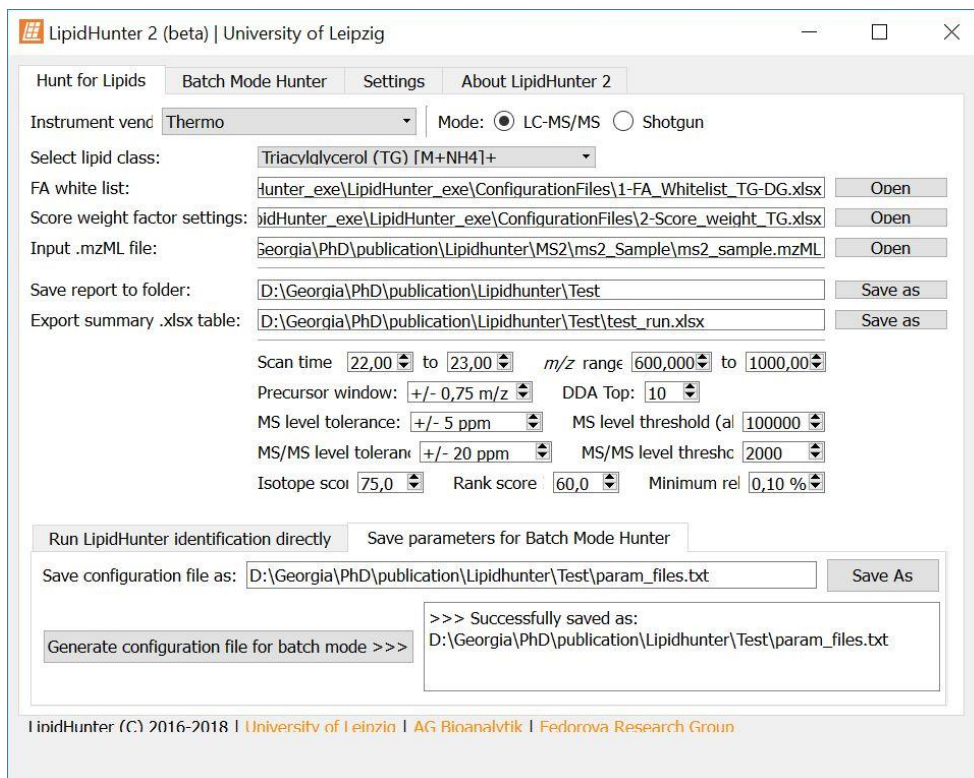 LipidHunter 2 (beta) | University of Leipzig
Hunt for Lipids Batch Mode Hunter Settings About LipidHunter 2
Instrument vend Thermo Mode: LC-MS/MS Shotgun
Select lipid class: Triacylglycerol (TG) [M+NH4]+
FA white list: Hunter_exe\LipidHunter_exe\ConfigurationFiles\1-FA_Whitelist_TG-DG.xlsx Open
Score weight factor settings: pidHunter_exe\LipidHunter_exe\ConfigurationFiles\2-Score_weight_TG.xlsx Open
Input .mzML file: Georgia\PhD\publication\Lipidhunter\MS2\ms2_Sample\ms2_sample.mzML Open
Save report to folder: D:\Georgia\PhD\publication\Lipidhunter\Test Save as
Export summary .xlsx table: D:\Georgia\PhD\publication\Lipidhunter\Test\test_run.xlsx Save as
Scan time 22,00 to 23,00 m/z range 600,000 to 1000,00
Precursor window: +/- 0,75 m/z DDA Top: 10
MS level tolerance: +/- 5 ppm MS level threshold (al 100000
MS/MS level toleranc +/- 20 ppm MS/MS level thresho 2000
Isotope scor 75,0 Rank score 60,0 Minimum rel 0,10 %
Run LipidHunter identification directly Save parameters for Batch Mode Hunter
Save configuration file as: D:\Georgia\PhD\publication\Lipidhunter\Test\param_files.txt Save As
Generate configuration file for batch mode >>>
>>> Successfully saved as:
D:\Georgia\PhD\publication\Lipidhunter\Test\param_files.txt
LipidHunter (C) 2016-2018 | University of Leipzig | AG Bioanalytik | Fedorova Research Group